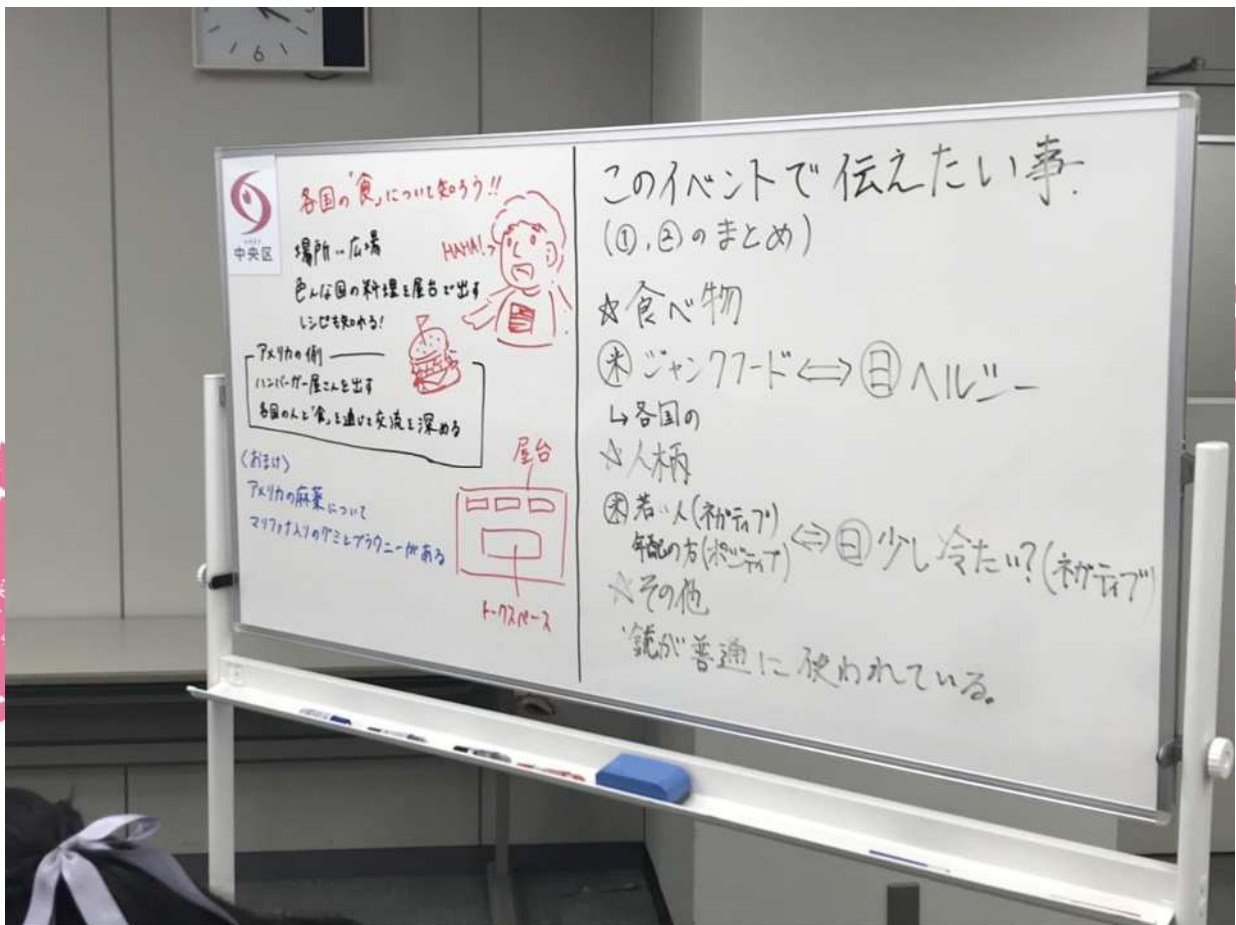 6
中央区
各国の「食」について知ろう!!
場所…広場
色んな国の料理を屋台で出す
レシピも知れる!
HAHA!
アメリカの例
ハンバーガー屋さんを出す
各国の人と「食」を通じて交流を深める
〈おまけ〉
アメリカの麻薬について
マリファナ入りのグミとブラウニーがある
屋台
トークスペース
このイベントで伝えたい事.
(①,②のまとめ)
☆食べ物
㊍ジャンクフード⇔㊐ヘルシー
↳各国の
☆人柄
若い人(ネガティブ)
年配の方(ポジティブ)⇔㊐少し冷たい?(ネガティブ)
☆その他
銃が普通に使われている。